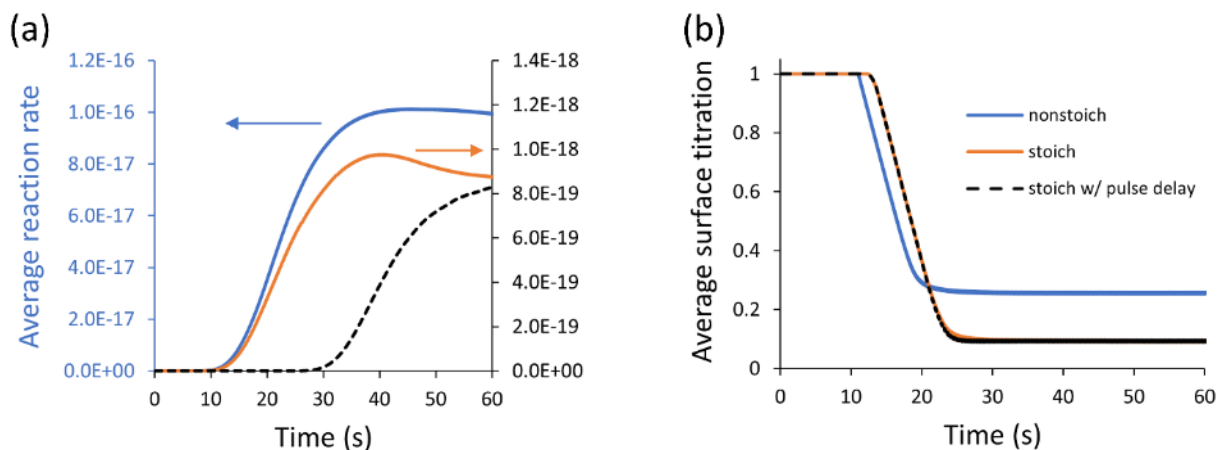 (a)
Average reaction rate
1.2E-16
1.0E-16
8.0E-17
6.0E-17
4.0E-17
2.0E-17
0.0E+00
1.4E-18
1.2E-18
1.0E-18
8.0E-19
6.0E-19
4.0E-19
2.0E-19
0.0E+00
0 10 20 30 40 50 60
Time (s)
(b)
Average surface titration
1
0.8
0.6
0.4
0.2
0
nonstoich
stoich
stoich w/ pulse delay
0 10 20 30 40 50 60
Time (s)